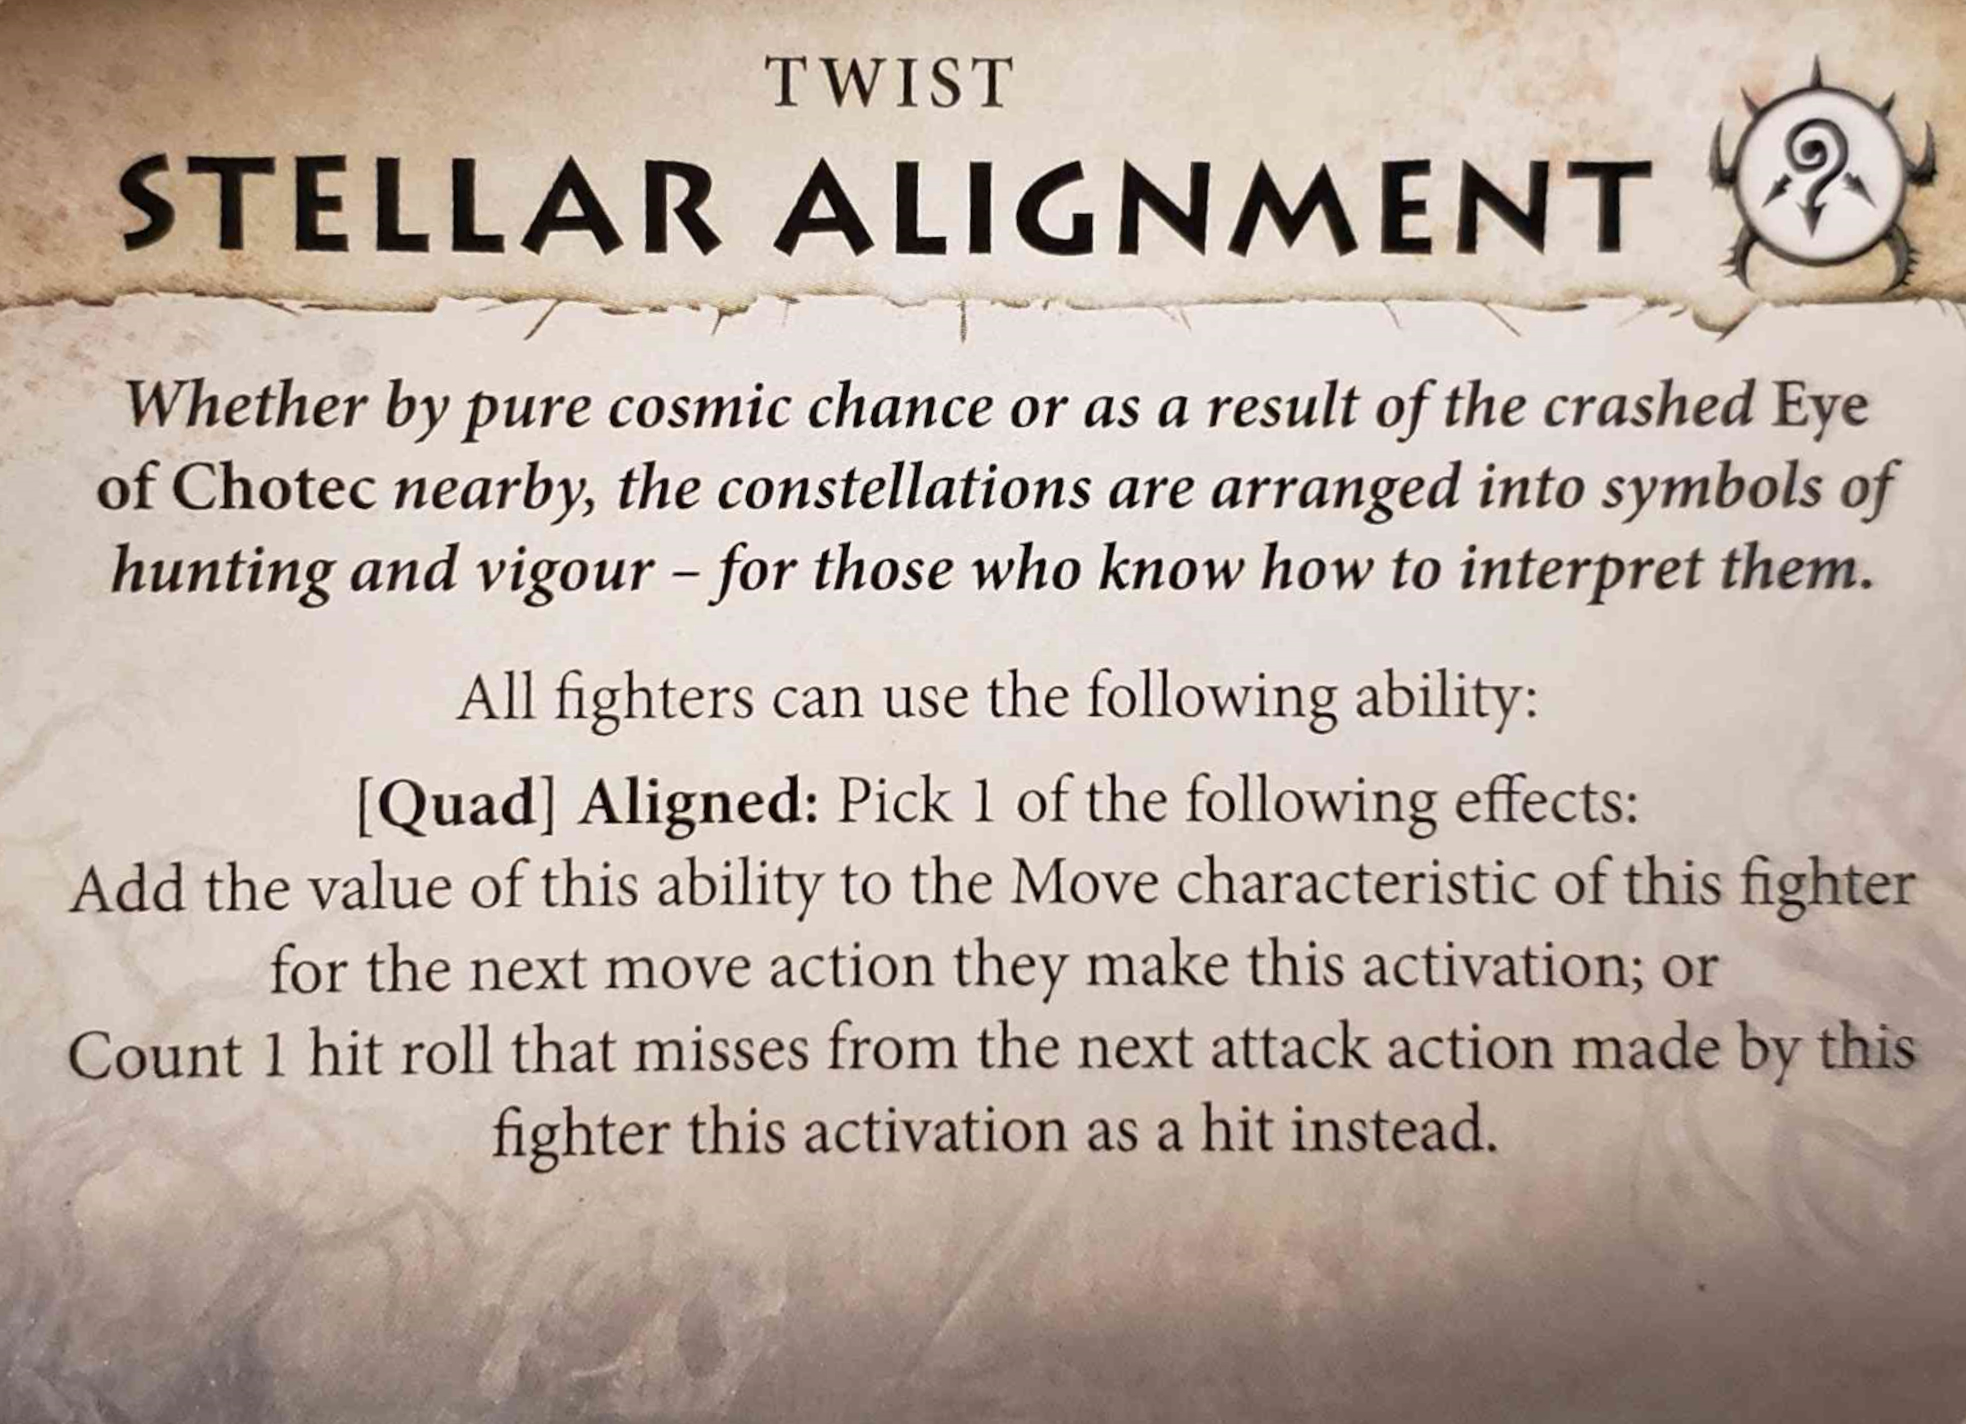 TWIST
STELLAR ALIGNMENT
Whether by pure cosmic chance or as a result of the crashed Eye
of Chotec nearby, the constellations are arranged into symbols of
hunting and vigour – for those who know how to interpret them.
All fighters can use the following ability:
[Quad] Aligned: Pick 1 of the following effects:
Add the value of this ability to the Move characteristic of this fighter
for the next move action they make this activation; or
Count 1 hit roll that misses from the next attack action made by this
fighter this activation as a hit instead.